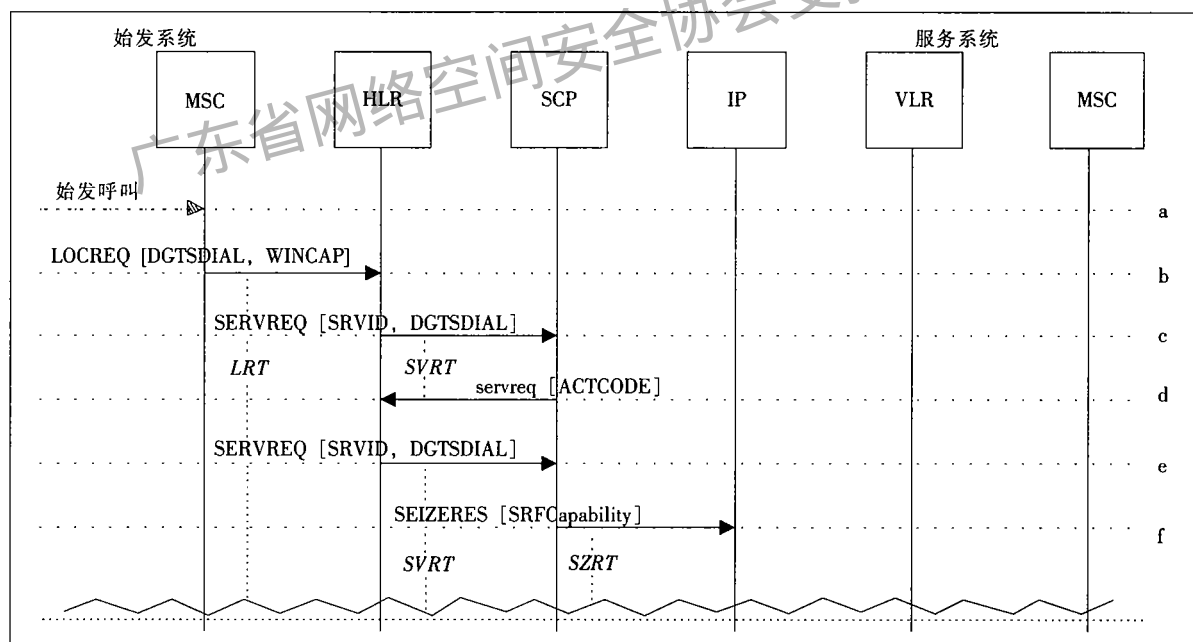 广东省网络空间安全协会
始发系统 服务系统
MSC HLR SCP IP VLR MSC
始发呼叫
a
LOCREQ [DGTSDIAL, WINCAP]
b
SERVREQ [SRVID, DGTSDIAL]
c
LRT SVRT
servreq [ACTCODE]
d
SERVREQ [SRVID, DGTSDIAL]
e
SEIZERES [SRFCapability]
f
SVRT SZRT